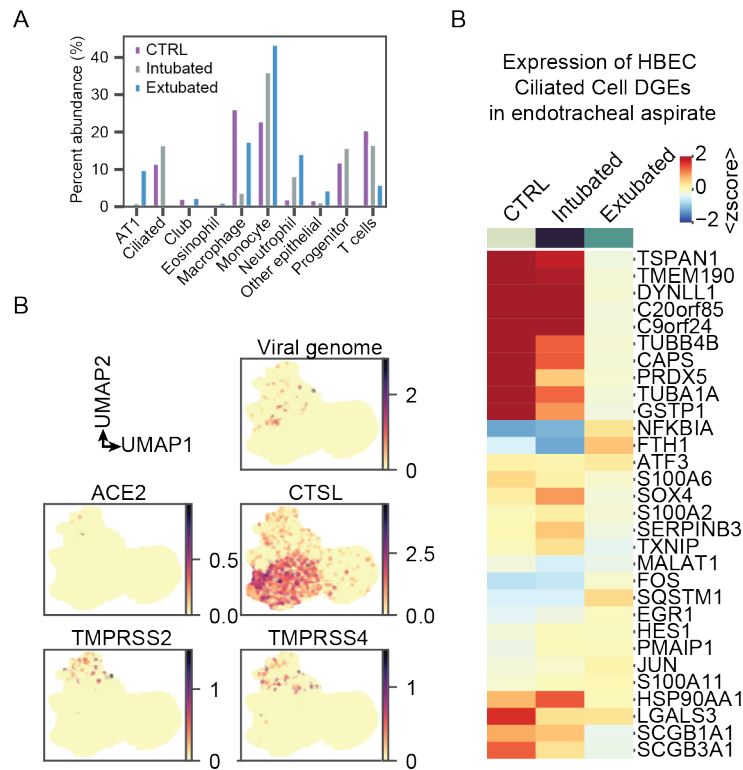 A
Percent abundance (%)
40
30
20
10
0
CTRL
Intubated
Extubated
AT1
Ciliated
Club
Eosinophil
Macrophage
Monocyte
Neutrophil
Other epithelial
Progenitor
T cells
B
UMAP2
UMAP1
Viral genome
2
0
ACE2
0.5
0.0
CTSL
2.5
0.0
TMPRSS2
1
0
TMPRSS4
1
0
B
Expression of HBEC
Ciliated Cell DGEs
in endotracheal aspirate
CTRL
Intubated
Extubated
2
0
−2
<zscore>
TSPAN1
TMEM190
DYNLL1
C20orf85
C9orf24
TUBB4B
CAPS
PRDX5
TUBA1A
GSTP1
NFKBIA
FTH1
ATF3
S100A6
SOX4
S100A2
SERPINB3
TXNIP
MALAT1
FOS
SQSTM1
EGR1
HES1
PMAIP1
JUN
S100A11
HSP90AA1
LGALS3
SCGB1A1
SCGB3A1